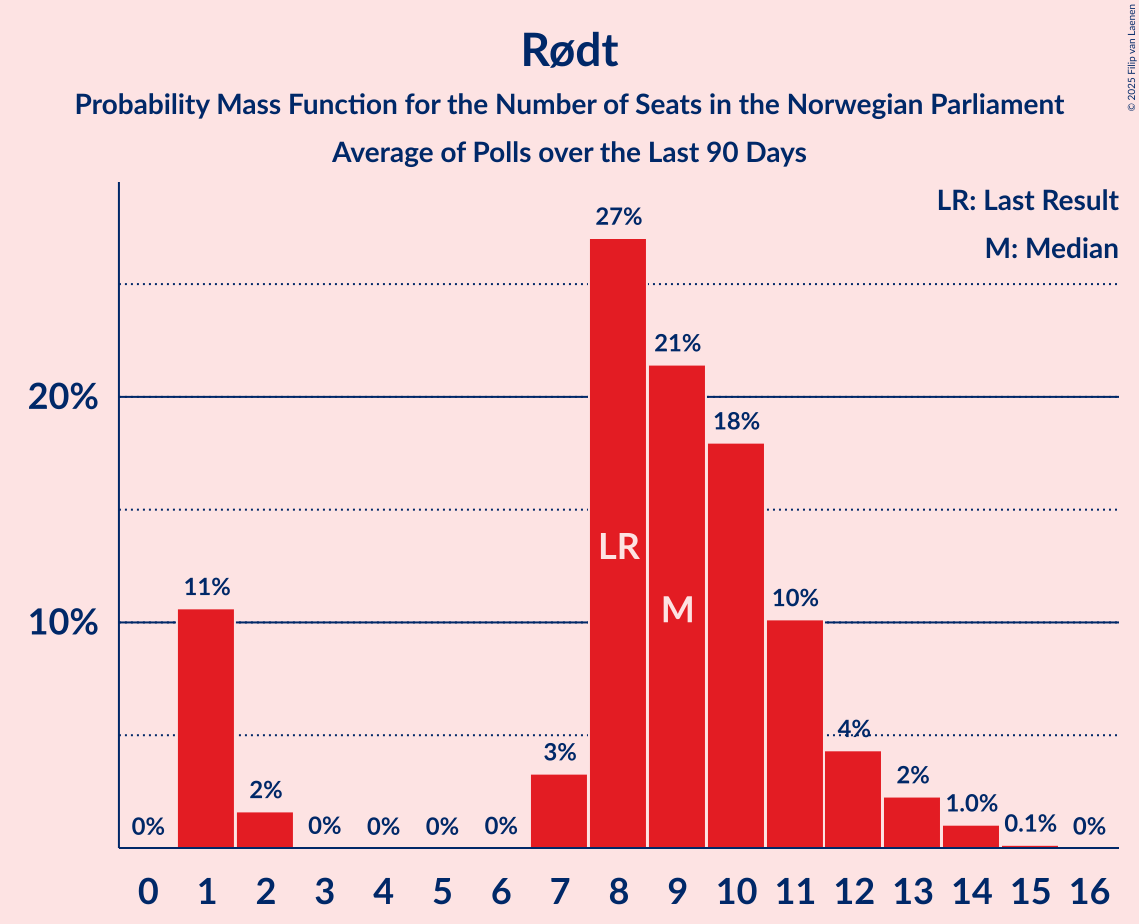 Rødt
Probability Mass Function for the Number of Seats in the Norwegian Parliament
Average of Polls over the Last 90 Days
© 2025 Filip van Laenen
LR: Last Result
M: Median
27%
21%
20%
18%
LR
11%
10%
M
10%
4%
3%
2%
2%
1.0%
0.1%
0%
0%
0%
0%
0%
0%
0 1 2 3 4 5 6 7 8 9 10 11 12 13 14 15 16